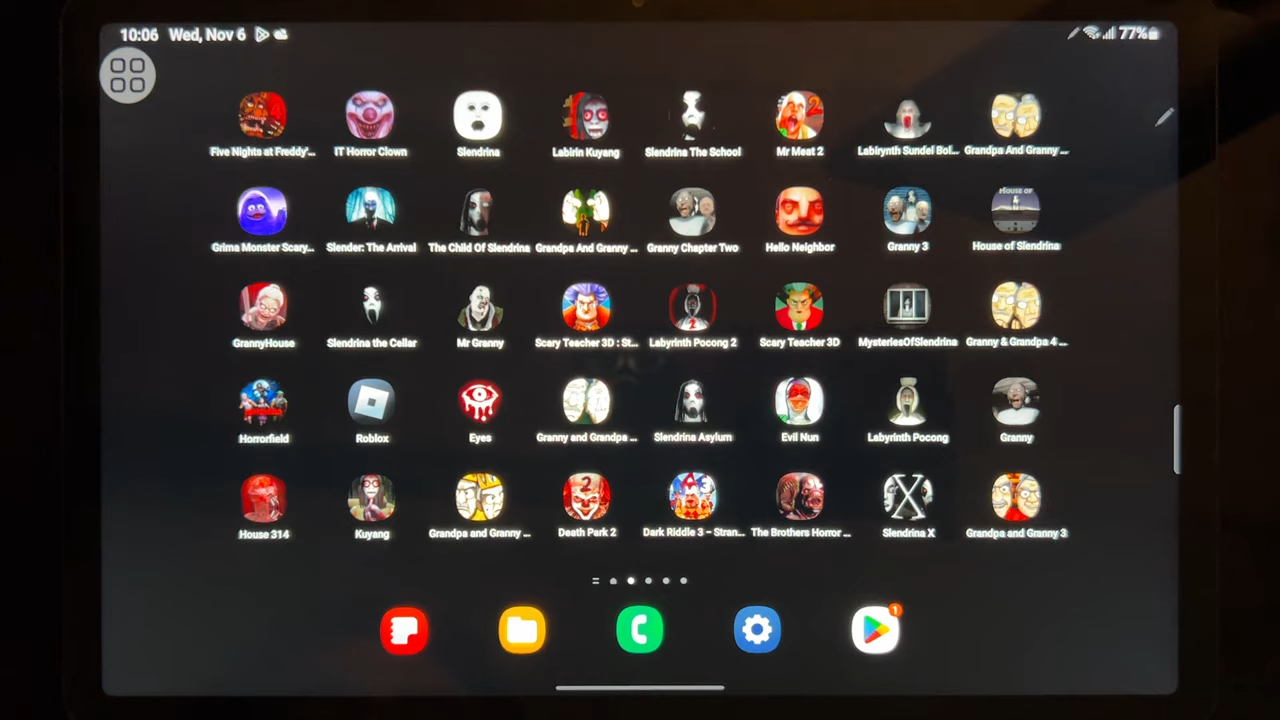 10:06 Wed, Nov 6 77%
Five Nights at Freddy'... IT Horror Clown Slendrina Labirin Kuyang Slendrina The School Mr Meat 2 Labirynth Sundel Bol... Grandpa And Granny ...
Grima Monster Scary... Slender: The Arrival The Child Of Slendrina Grandpa And Granny ... Granny Chapter Two Hello Neighbor Granny 3 House of Slendrina
GrannyHouse Slendrina the Cellar Mr Granny Scary Teacher 3D : St... Labyrinth Pocong 2 Scary Teacher 3D MysteriesOfSlendrina Granny & Grandpa 4 ...
Horrorfield Roblox Eyes Granny and Grandpa ... Slendrina Asylum Evil Nun Labyrinth Pocong Granny
House 314 Kuyang Grandpa and Granny ... Death Park 2 Dark Riddle 3 – Stran... The Brothers Horror ... Slendrina X Grandpa and Granny 3
1